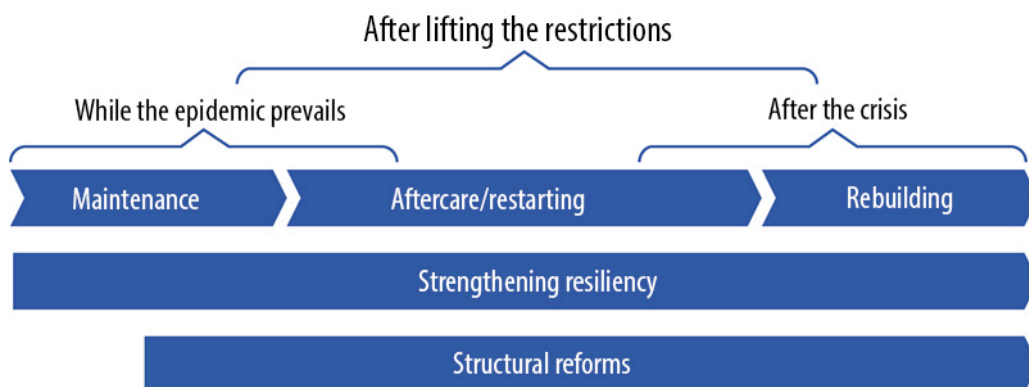 After lifting the restrictions
While the epidemic prevails
After the crisis
Maintenance
Aftercare/restarting
Rebuilding
Strengthening resiliency
Structural reforms